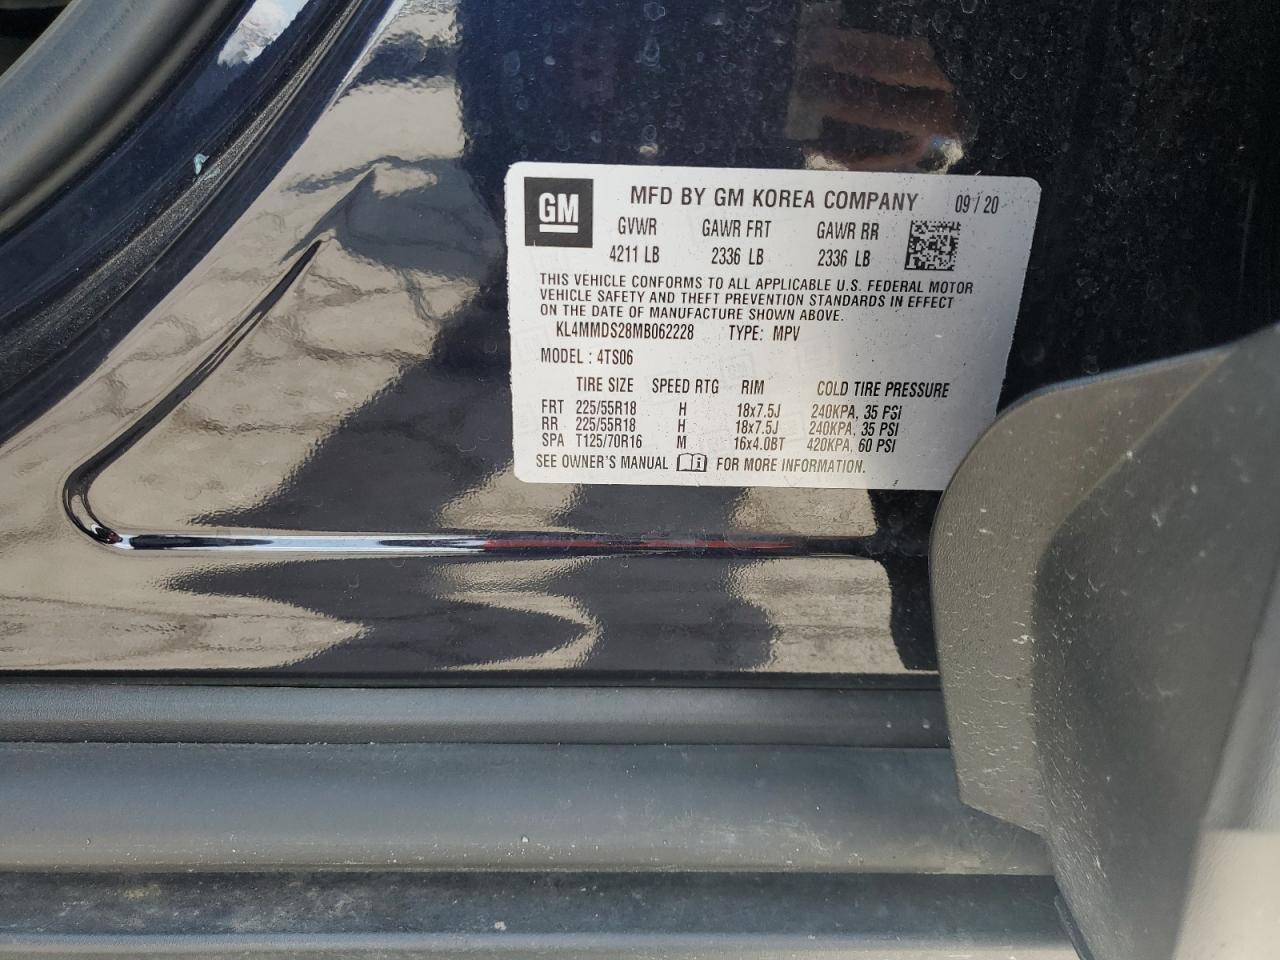 GM MFD BY GM KOREA COMPANY 09 / 20
GVWR GAWR FRT GAWR RR
4211 LB 2336 LB 2336 LB
THIS VEHICLE CONFORMS TO ALL APPLICABLE U.S. FEDERAL MOTOR
VEHICLE SAFETY AND THEFT PREVENTION STANDARDS IN EFFECT
ON THE DATE OF MANUFACTURE SHOWN ABOVE.
KL4MMDS28MB062228 TYPE: MPV
MODEL : 4TS06
TIRE SIZE SPEED RTG RIM COLD TIRE PRESSURE
FRT 225/55R18 H 18x7.5J 240KPA, 35 PSI
RR 225/55R18 H 18x7.5J 240KPA, 35 PSI
SPA T125/70R16 M 16x4.0BT 420KPA, 60 PSI
SEE OWNER'S MANUAL FOR MORE INFORMATION.